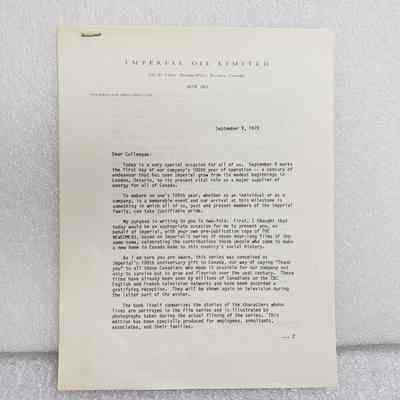 IMPERIAL OIL LIMITED
Toronto, Canada
September 8, 1979
Dear Colleague:
Today is a very special occasion for all of us. September 8 marks
the first day of our company's 100th year of operation -- a century of
endeavour that has seen Imperial grow from its modest beginnings in
London, Ontario, to its present vital role as a major supplier of
energy for all of Canada.
To embark on one's 100th year, whether as an individual or as a
company, is a memorable event and our arrival at this milestone is
something in which all of us, past and present members of the Imperial
family, can take justifiable pride.
My purpose in writing to you is two-fold. First, I thought that
today would be an auspicious occasion for me to present you, on
behalf of Imperial, with your own pre-publication copy of THE
NEWCOMERS, based on Imperial's series of seven hour-long films of the
same name, celebrating the contributions those people who came to make
a new home in Canada made to this country's social history.
As I am sure you are aware, this series was conceived as
Imperial's 100th anniversary gift to Canada, our way of saying "Thank
you" to all those Canadians who made it possible for our company not
only to survive but to grow and flourish over the past century. These
films have already been seen by millions of Canadians on the CBC
English and French television networks and have been accorded a
gratifying reception. They will be shown again on television during
the latter part of the winter.
The book itself summarizes the stories of the characters whose
lives are portrayed in the film series and is illustrated by
photographs taken during the actual filming of the series. This
edition has been specially produced for employees, annuitants,
associates, and their families.
... 2